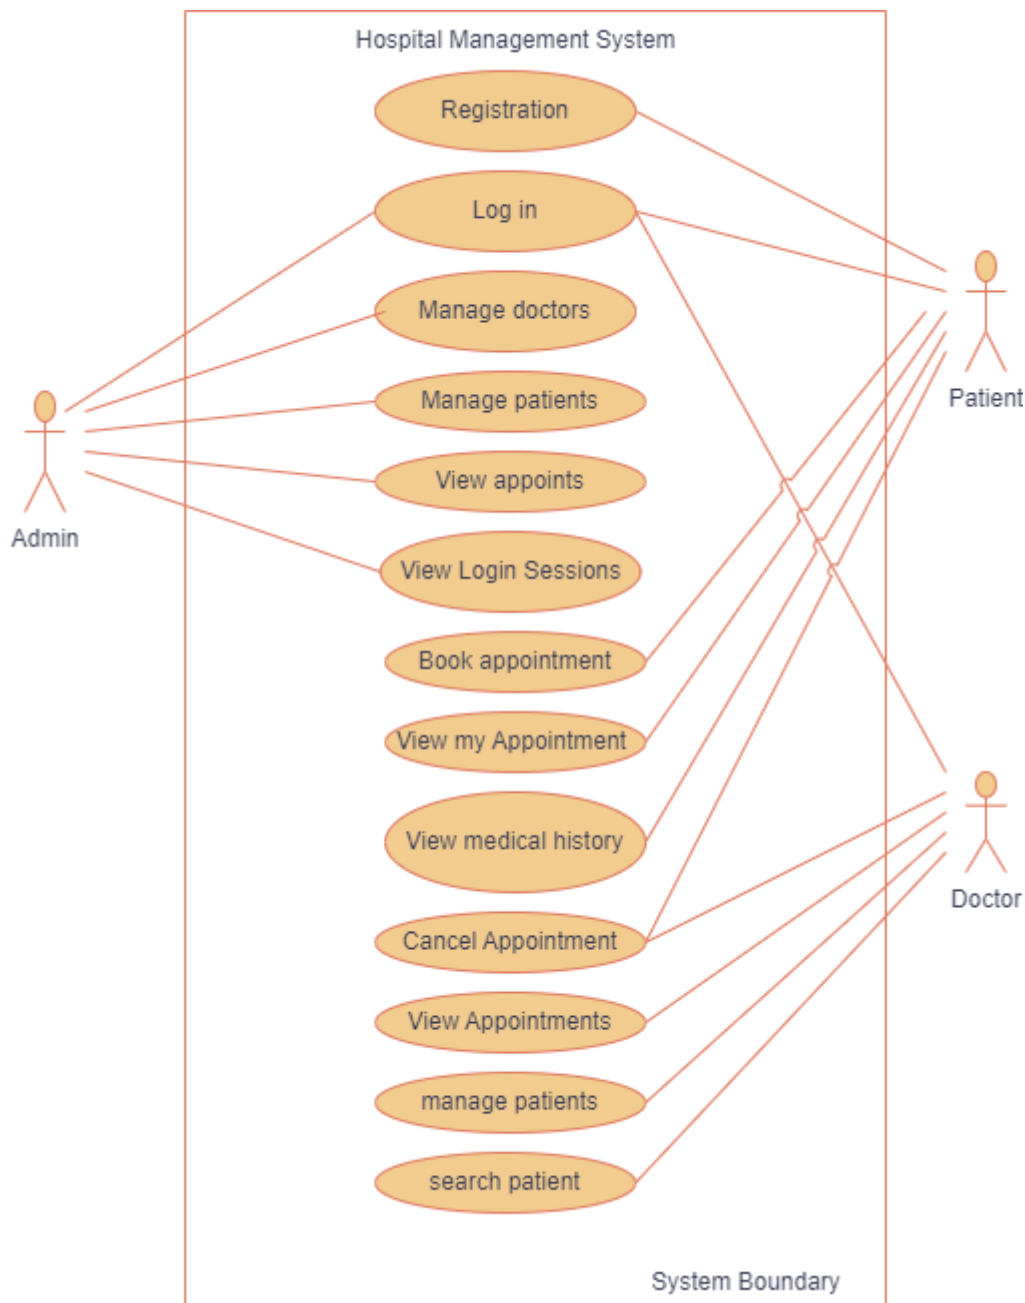 Hospital Management System
Registration
Log in
Manage doctors
Patient
Manage patients
View appoints
Admin
View Login Sessions
Book appointment
View my Appointment
View medical history
Doctor
Cancel Appointment
View Appointments
manage patients
search patient
System Boundary